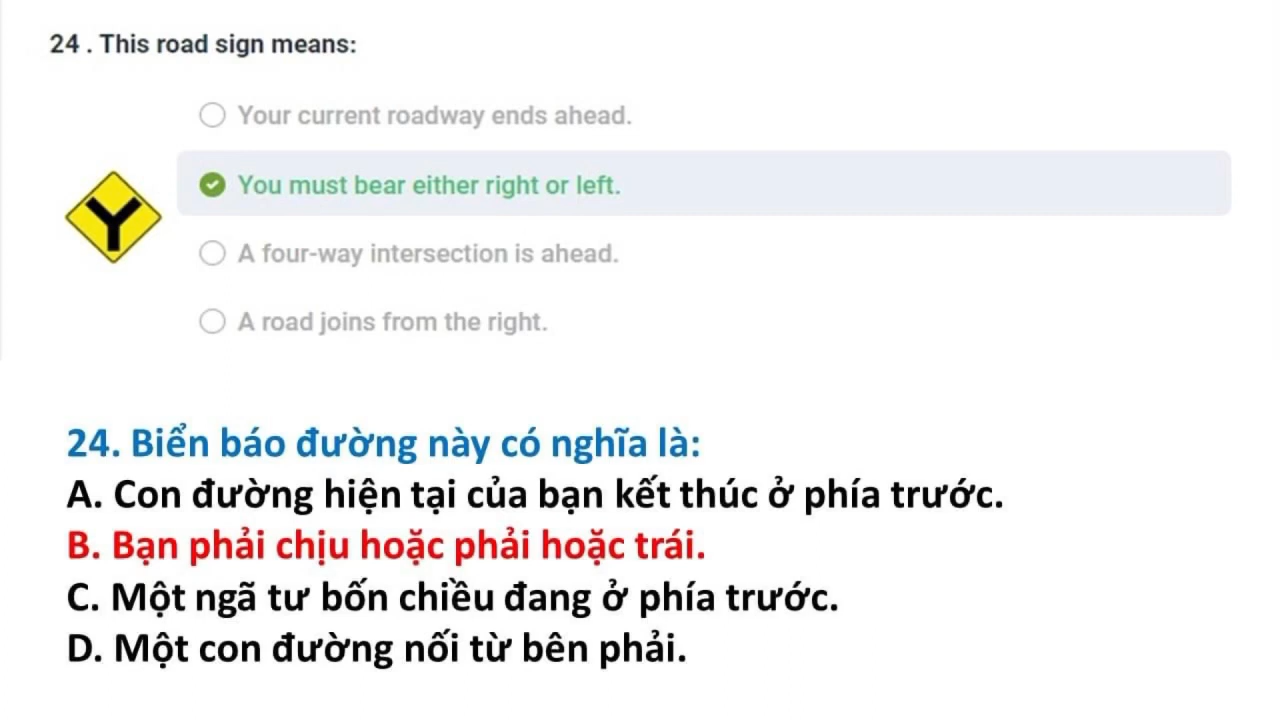 24 . This road sign means:
Your current roadway ends ahead.
You must bear either right or left.
A four-way intersection is ahead.
A road joins from the right.
24. Biển báo đường này có nghĩa là:
A. Con đường hiện tại của bạn kết thúc ở phía trước.
B. Bạn phải chịu hoặc phải hoặc trái.
C. Một ngã tư bốn chiều đang ở phía trước.
D. Một con đường nối từ bên phải.